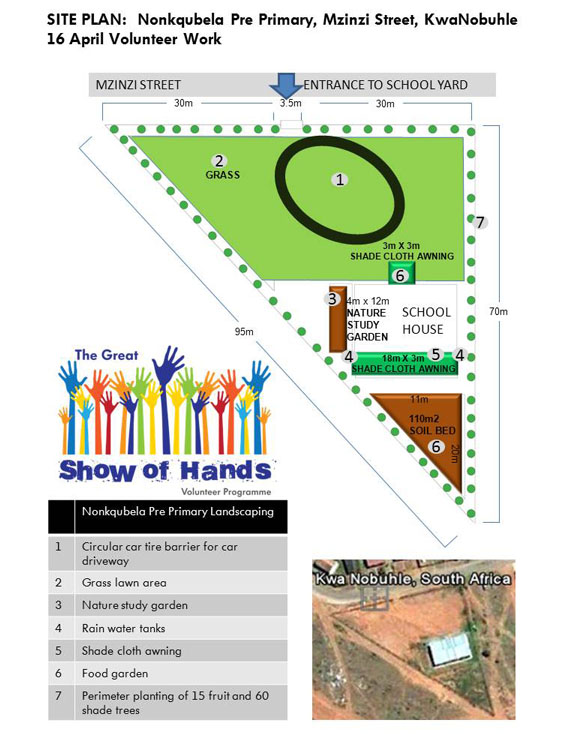 SITE PLAN: Nonkqubela Pre Primary, Mzinzi Street, KwaNobuhle
16 April Volunteer Work
MZINZI STREET
ENTRANCE TO SCHOOL YARD
30m
3.5m
30m
2
GRASS
1
7
3m X 3m
SHADE CLOTH AWNING
6
3
4m x 12m
NATURE
STUDY
GARDEN
SCHOOL
HOUSE
70m
95m
4
5
4
18m X 3m
SHADE CLOTH AWNING
11m
110m2
SOIL BED
6
20m
The Great
Show of Hands
Volunteer Programme
Nonkqubela Pre Primary Landscaping
1 Circular car tire barrier for car
driveway
2 Grass lawn area
3 Nature study garden
4 Rain water tanks
5 Shade cloth awning
6 Food garden
7 Perimeter planting of 15 fruit and 60
shade trees
Kwa Nobuhle, South Africa